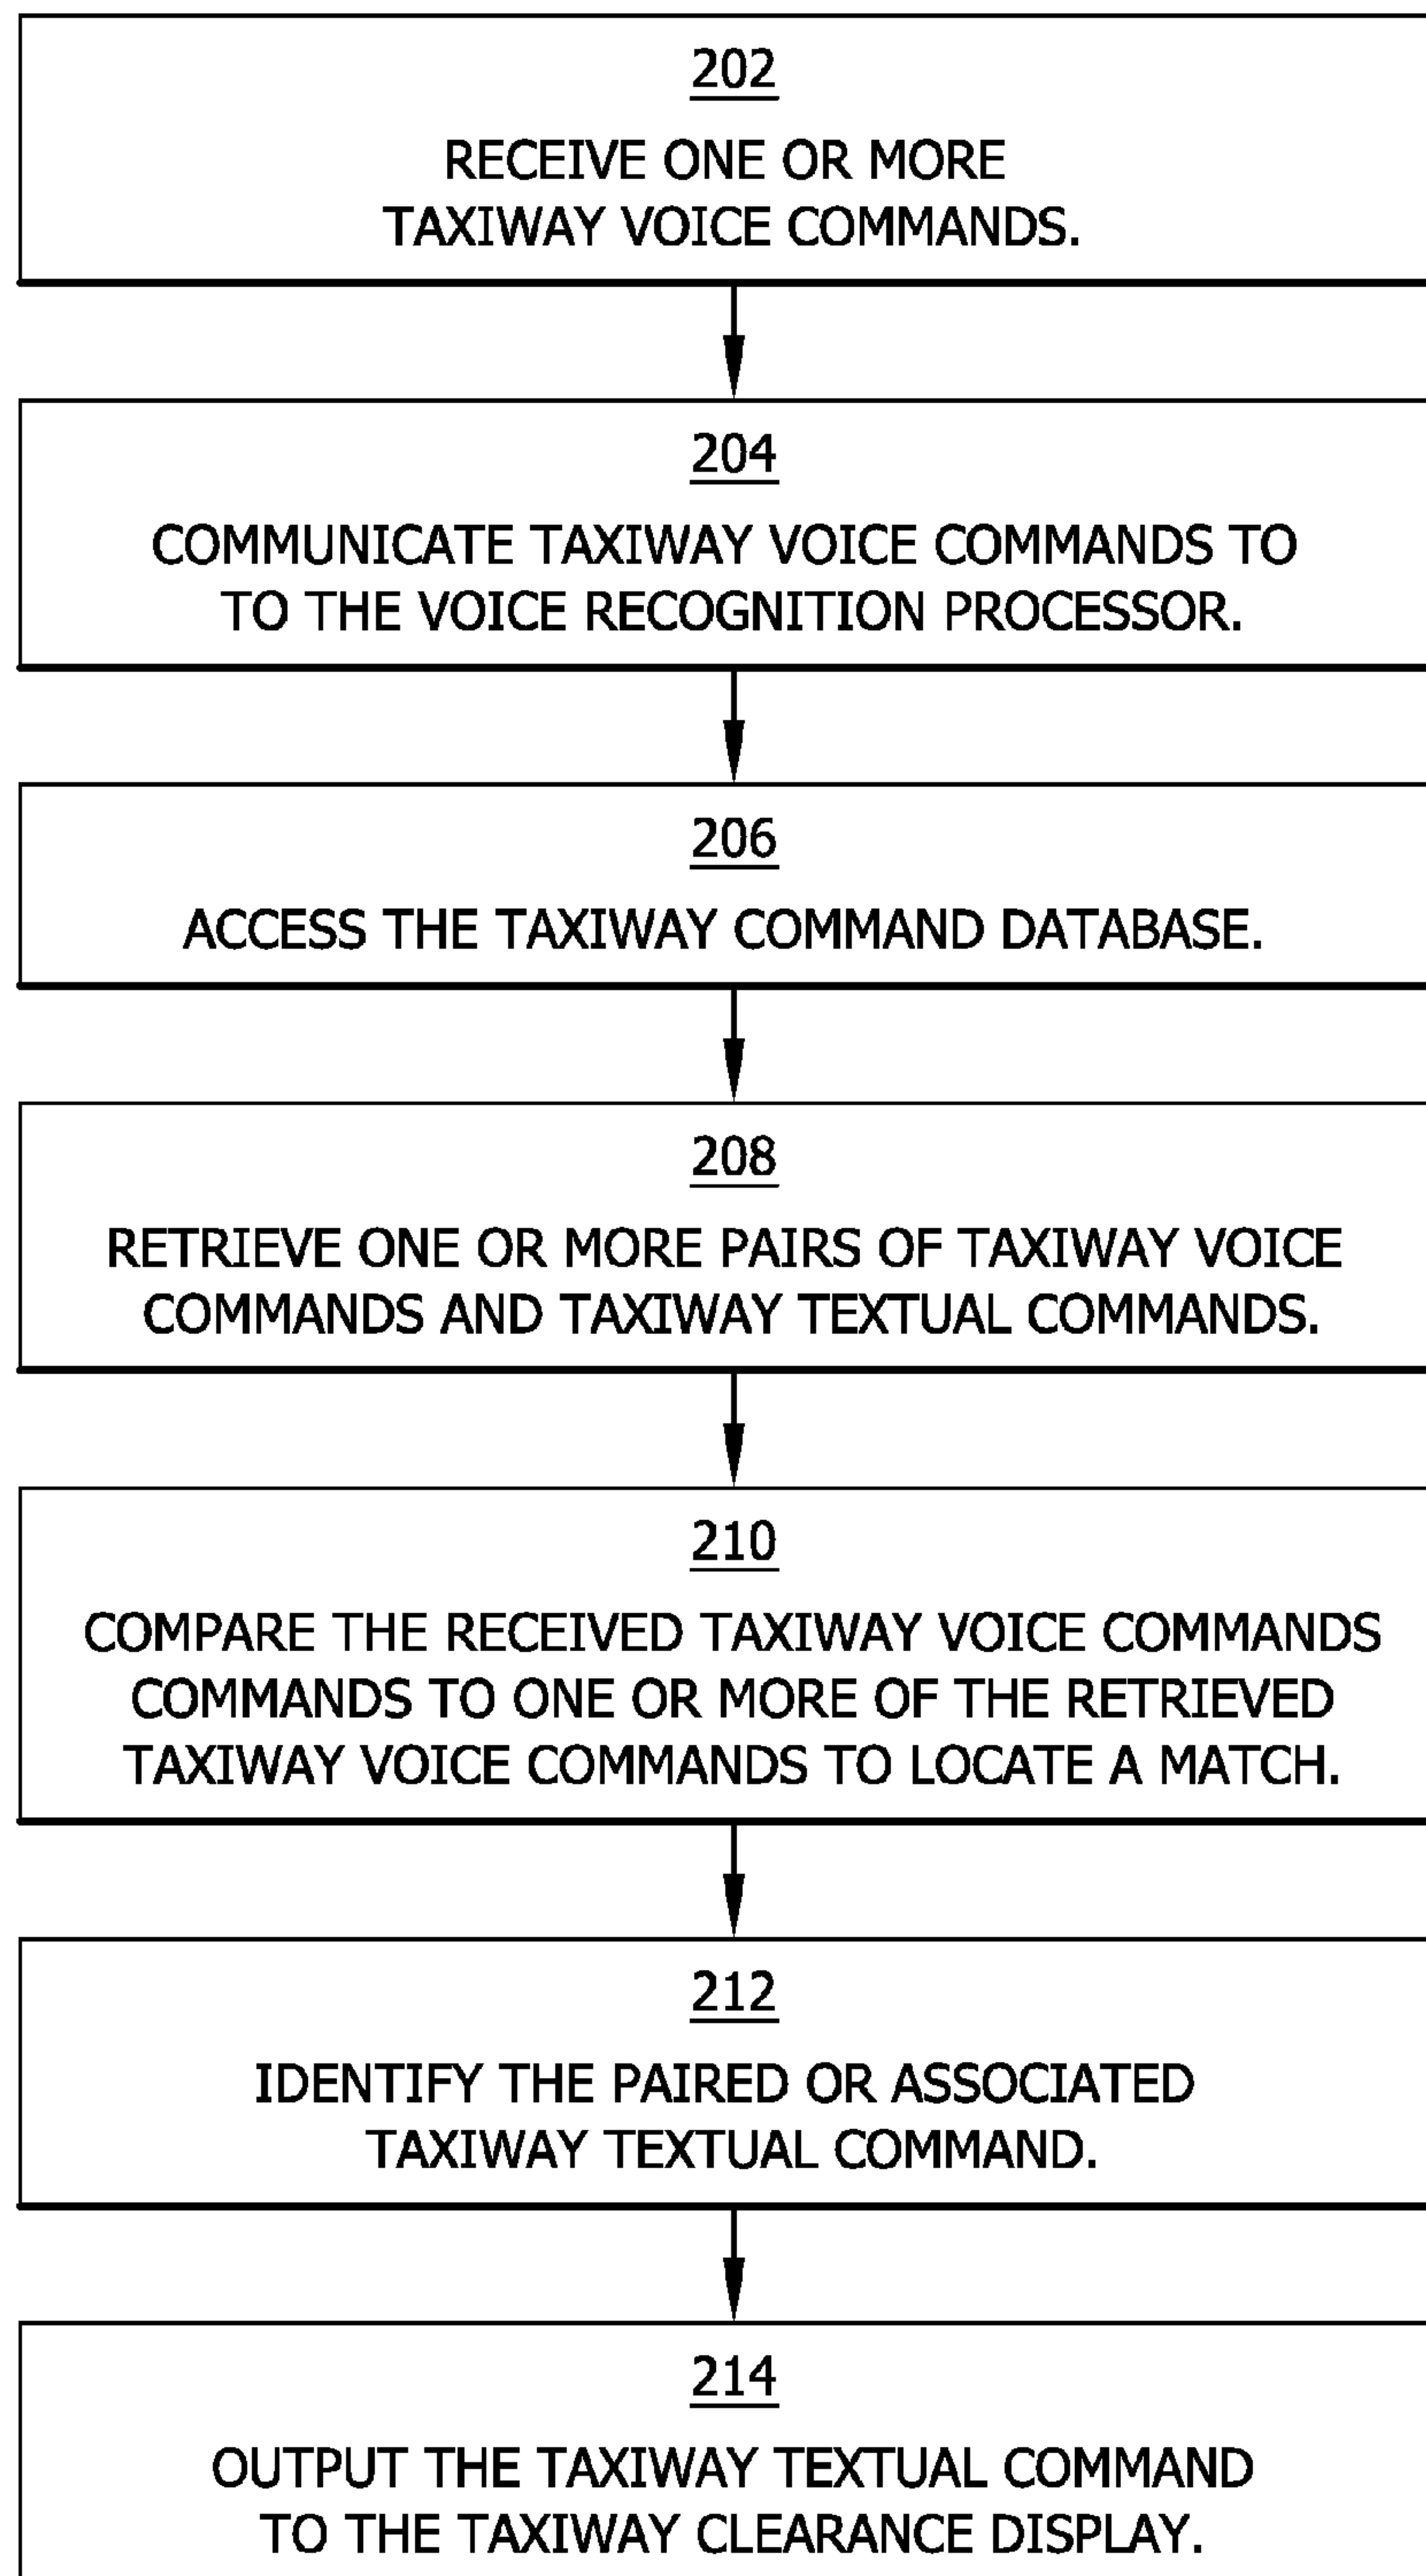 202
RECEIVE ONE OR MORE
TAXIWAY VOICE COMMANDS.
204
COMMUNICATE TAXIWAY VOICE COMMANDS TO
TO THE VOICE RECOGNITION PROCESSOR.
206
ACCESS THE TAXIWAY COMMAND DATABASE.
208
RETRIEVE ONE OR MORE PAIRS OF TAXIWAY VOICE
COMMANDS AND TAXIWAY TEXTUAL COMMANDS.
210
COMPARE THE RECEIVED TAXIWAY VOICE COMMANDS
COMMANDS TO ONE OR MORE OF THE RETRIEVED
TAXIWAY VOICE COMMANDS TO LOCATE A MATCH.
212
IDENTIFY THE PAIRED OR ASSOCIATED
TAXIWAY TEXTUAL COMMAND.
214
OUTPUT THE TAXIWAY TEXTUAL COMMAND
TO THE TAXIWAY CLEARANCE DISPLAY.